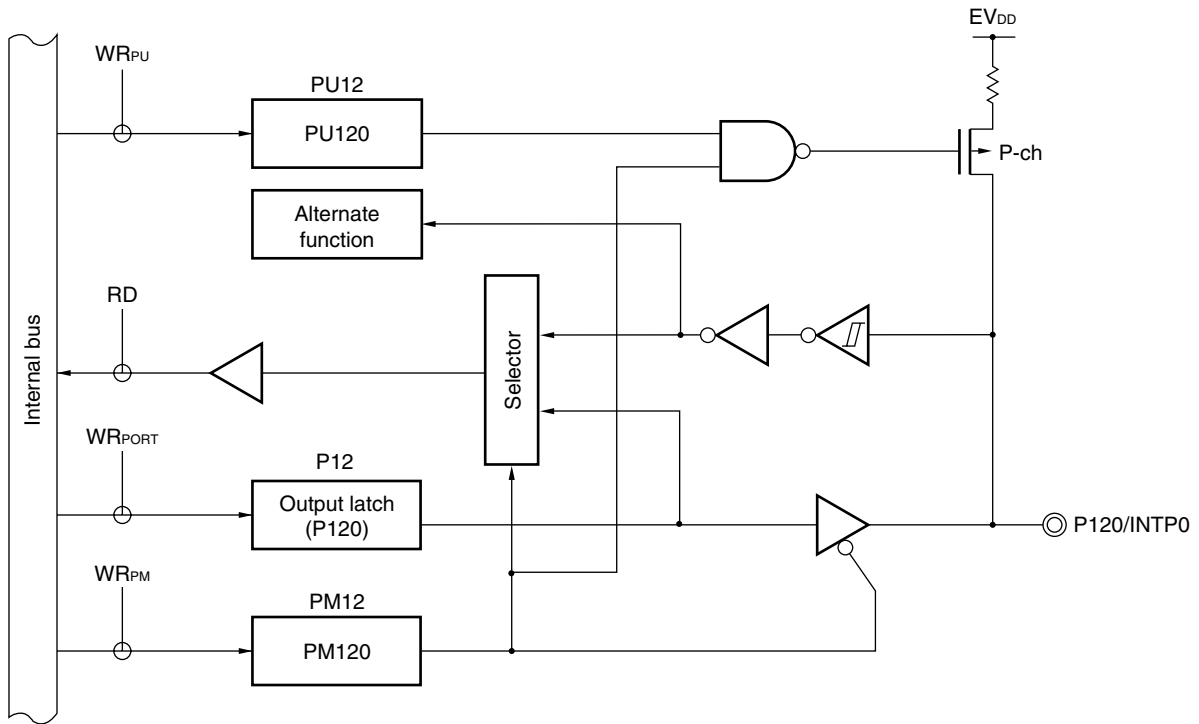 EVDD
WRPU
PU12
PU120
P-ch
Alternate
function
RD
Selector
Internal bus
WRPORT
P12
Output latch
(P120)
P120/INTP0
WRPM
PM12
PM120